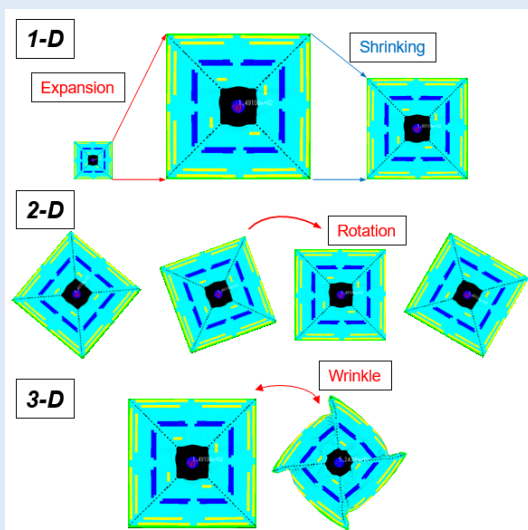 1-D
Expansion
Shrinking
2-D
Rotation
3-D
Wrinkle